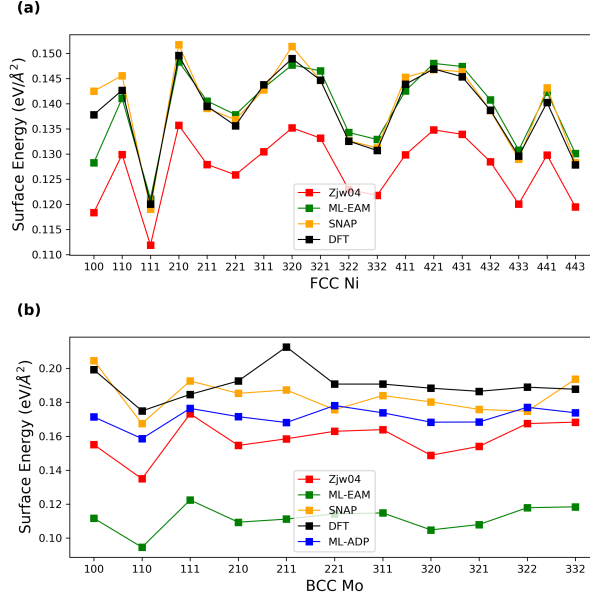 (a)
Surface Energy (eV/Å²)
0.150
0.145
0.140
0.135
0.130
0.125
0.120
0.115
0.110
Zjw04
ML-EAM
SNAP
DFT
100 110 111 210 211 221 311 320 321 322 332 411 421 431 432 433 441 443
FCC Ni
(b)
Surface Energy (eV/Å²)
0.20
0.18
0.16
0.14
0.12
0.10
Zjw04
ML-EAM
SNAP
DFT
ML-ADP
100 110 111 210 211 221 311 320 321 322 332
BCC Mo